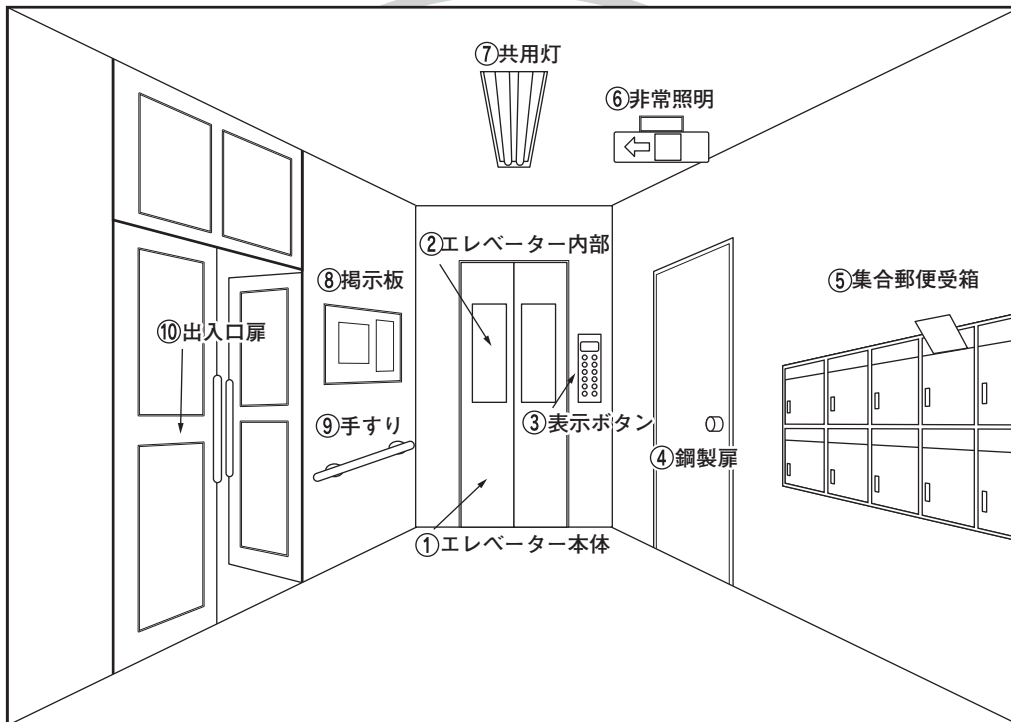 ⑦共用灯
⑥非常照明
②エレベーター内部
⑧掲示板
⑤集合郵便受箱
⑩出入口扉
⑨手すり
③表示ボタン
④鋼製扉
①エレベーター本体